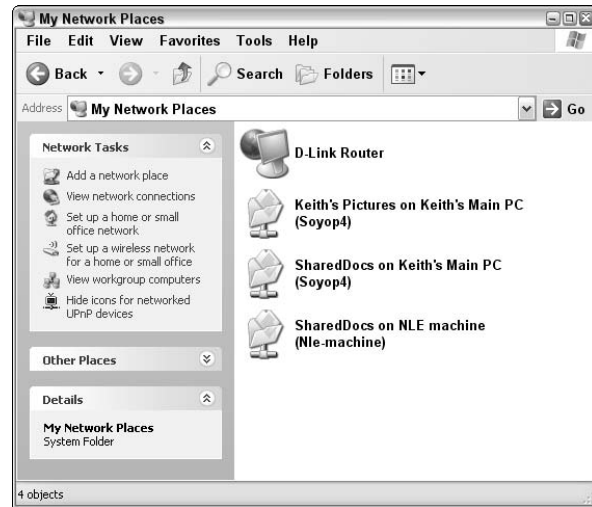 My Network Places
File Edit View Favorites Tools Help
Back Search Folders
Address My Network Places Go
Network Tasks
Add a network place
View network connections
Set up a home or small
office network
Set up a wireless network
for a home or small office
View workgroup computers
Hide icons for networked
UPnP devices
Other Places
Details
My Network Places
System Folder
D-Link Router
Keith's Pictures on Keith's Main PC
(Soyop4)
SharedDocs on Keith's Main PC
(Soyop4)
SharedDocs on NLE machine
(Nle-machine)
4 objects